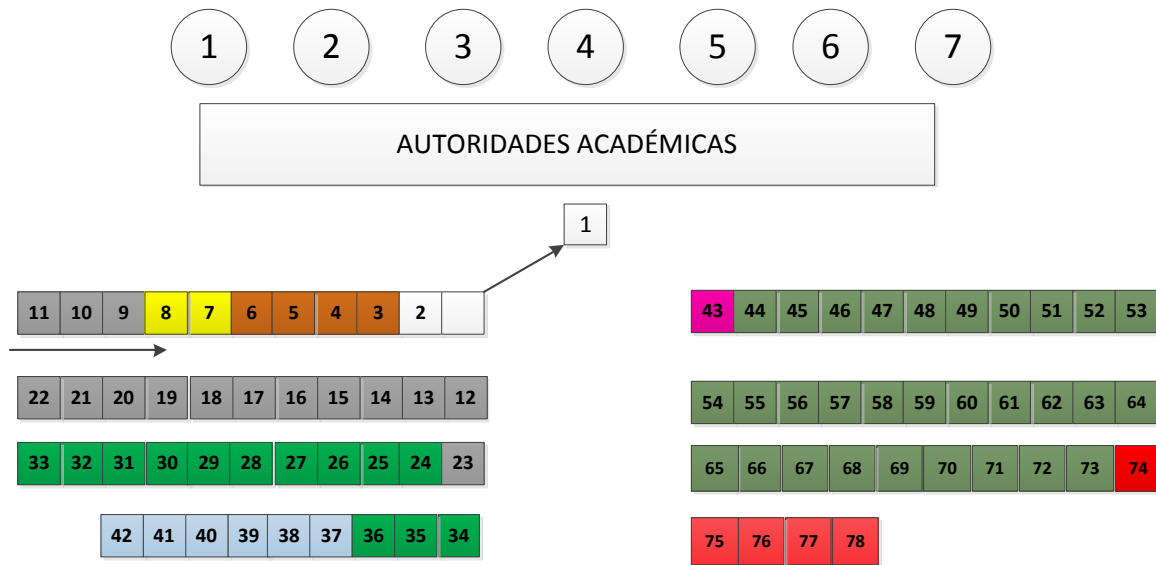 1 2 3 4 5 6 7
AUTORIDADES ACADÉMICAS
1
11 10 9 8 7 6 5 4 3 2
43 44 45 46 47 48 49 50 51 52 53
22 21 20 19 18 17 16 15 14 13 12
54 55 56 57 58 59 60 61 62 63 64
33 32 31 30 29 28 27 26 25 24 23
65 66 67 68 69 70 71 72 73 74
42 41 40 39 38 37 36 35 34
75 76 77 78